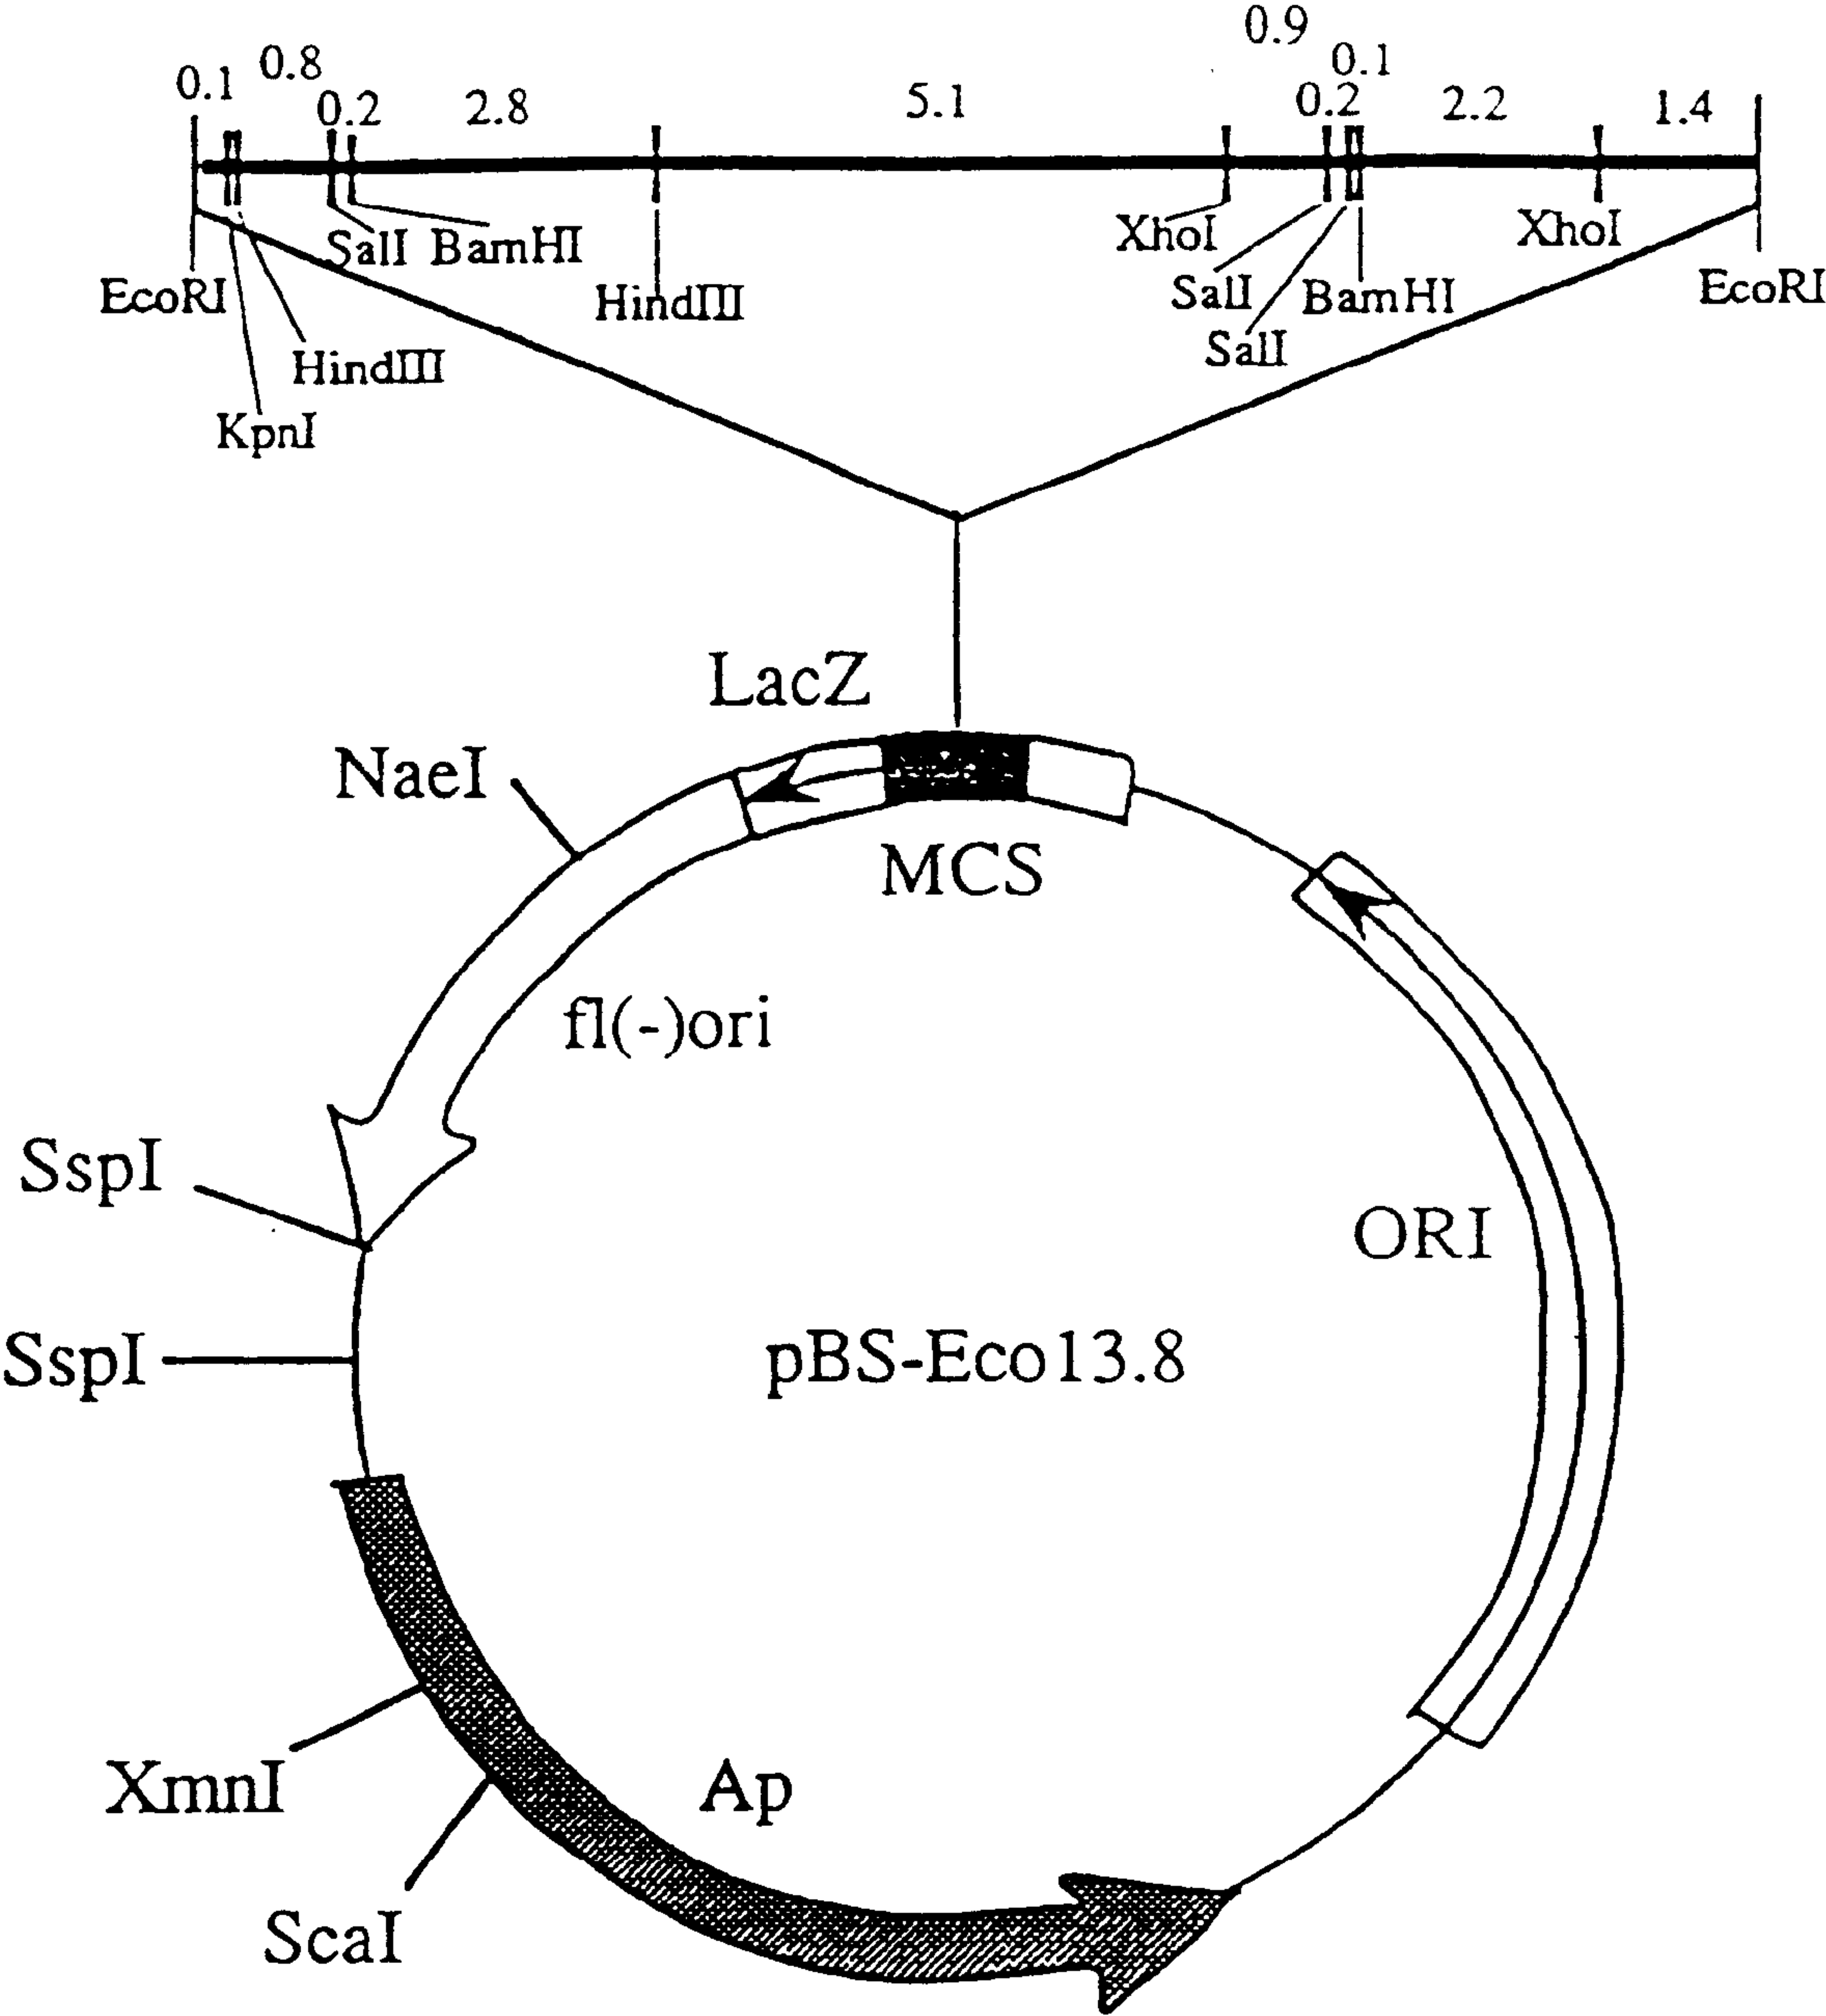 0.9
0.8
0.1
0.1
0.2
2.8
5.1
0.2
2.2
1.4
SalI
BamHI
XhoI
XhoI
EcoRI
HindIII
SalI
BamHI
EcoRI
HindIII
SalI
KpnI
LacZ
NaeI
MCS
fl(-)ori
SspI
ORI
SspI
pBS-Eco13.8
XmnI
Ap
ScaI